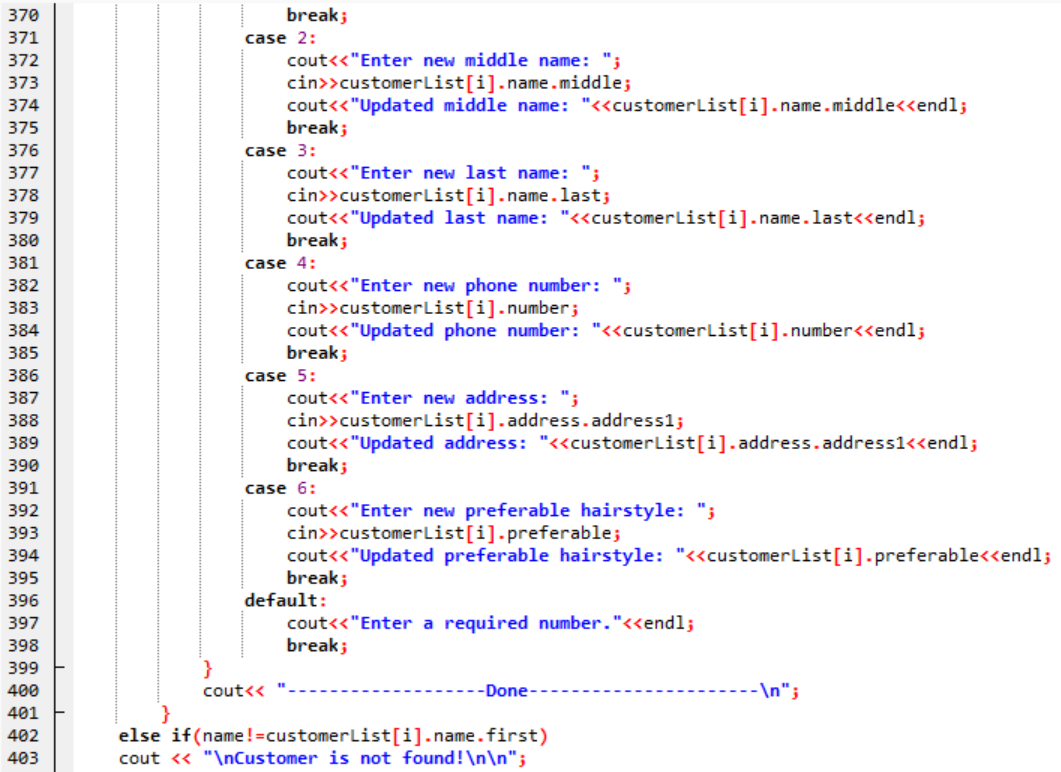 370 break;
371 case 2:
372 cout<<"Enter new middle name: ";
373 cin>>customerList[i].name.middle;
374 cout<<"Updated middle name: "<<customerList[i].name.middle<<endl;
375 break;
376 case 3:
377 cout<<"Enter new last name: ";
378 cin>>customerList[i].name.last;
379 cout<<"Updated last name: "<<customerList[i].name.last<<endl;
380 break;
381 case 4:
382 cout<<"Enter new phone number: ";
383 cin>>customerList[i].number;
384 cout<<"Updated phone number: "<<customerList[i].number<<endl;
385 break;
386 case 5:
387 cout<<"Enter new address: ";
388 cin>>customerList[i].address.address1;
389 cout<<"Updated address: "<<customerList[i].address.address1<<endl;
390 break;
391 case 6:
392 cout<<"Enter new preferable hairstyle: ";
393 cin>>customerList[i].preferable;
394 cout<<"Updated preferable hairstyle: "<<customerList[i].preferable<<endl;
395 break;
396 default:
397 cout<<"Enter a required number."<<endl;
398 break;
399 }
400 cout<< "-------------------Done----------------------\n";
401 }
402 else if(name!=customerList[i].name.first)
403 cout << "\nCustomer is not found!\n\n";